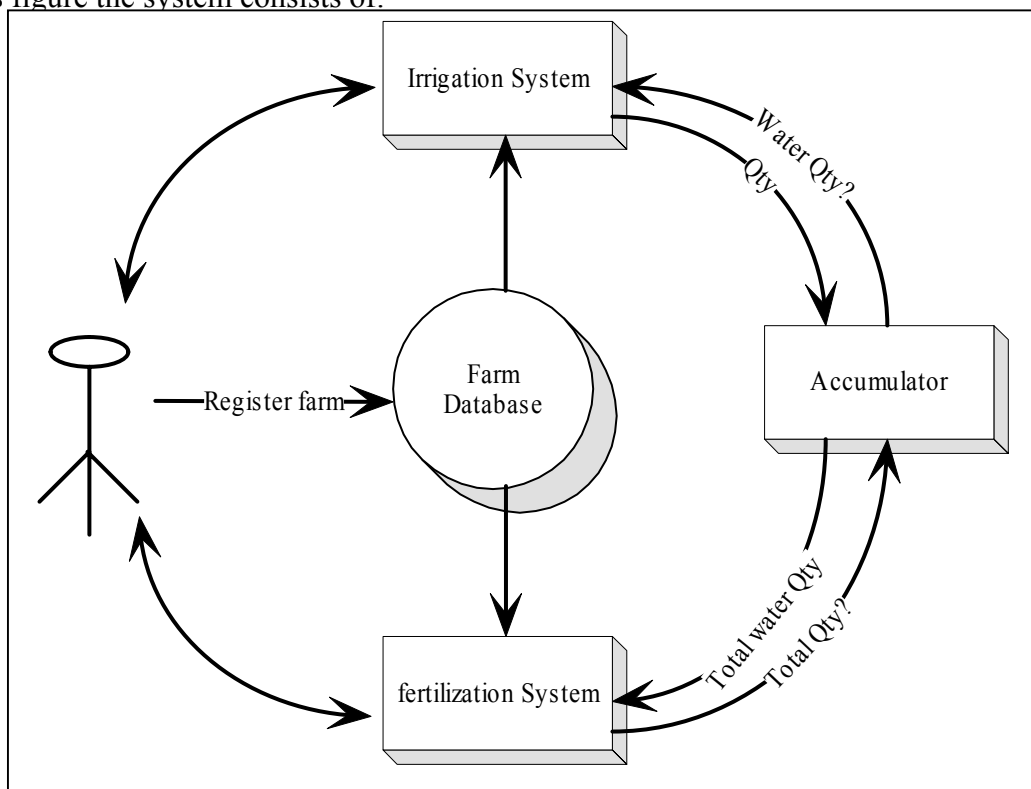 s figure the system consists of:
Irrigation System
Water Qty?
Qty
Farm
Database
Register farm
Accumulator
Total water Qty
Total Qty?
fertilization System